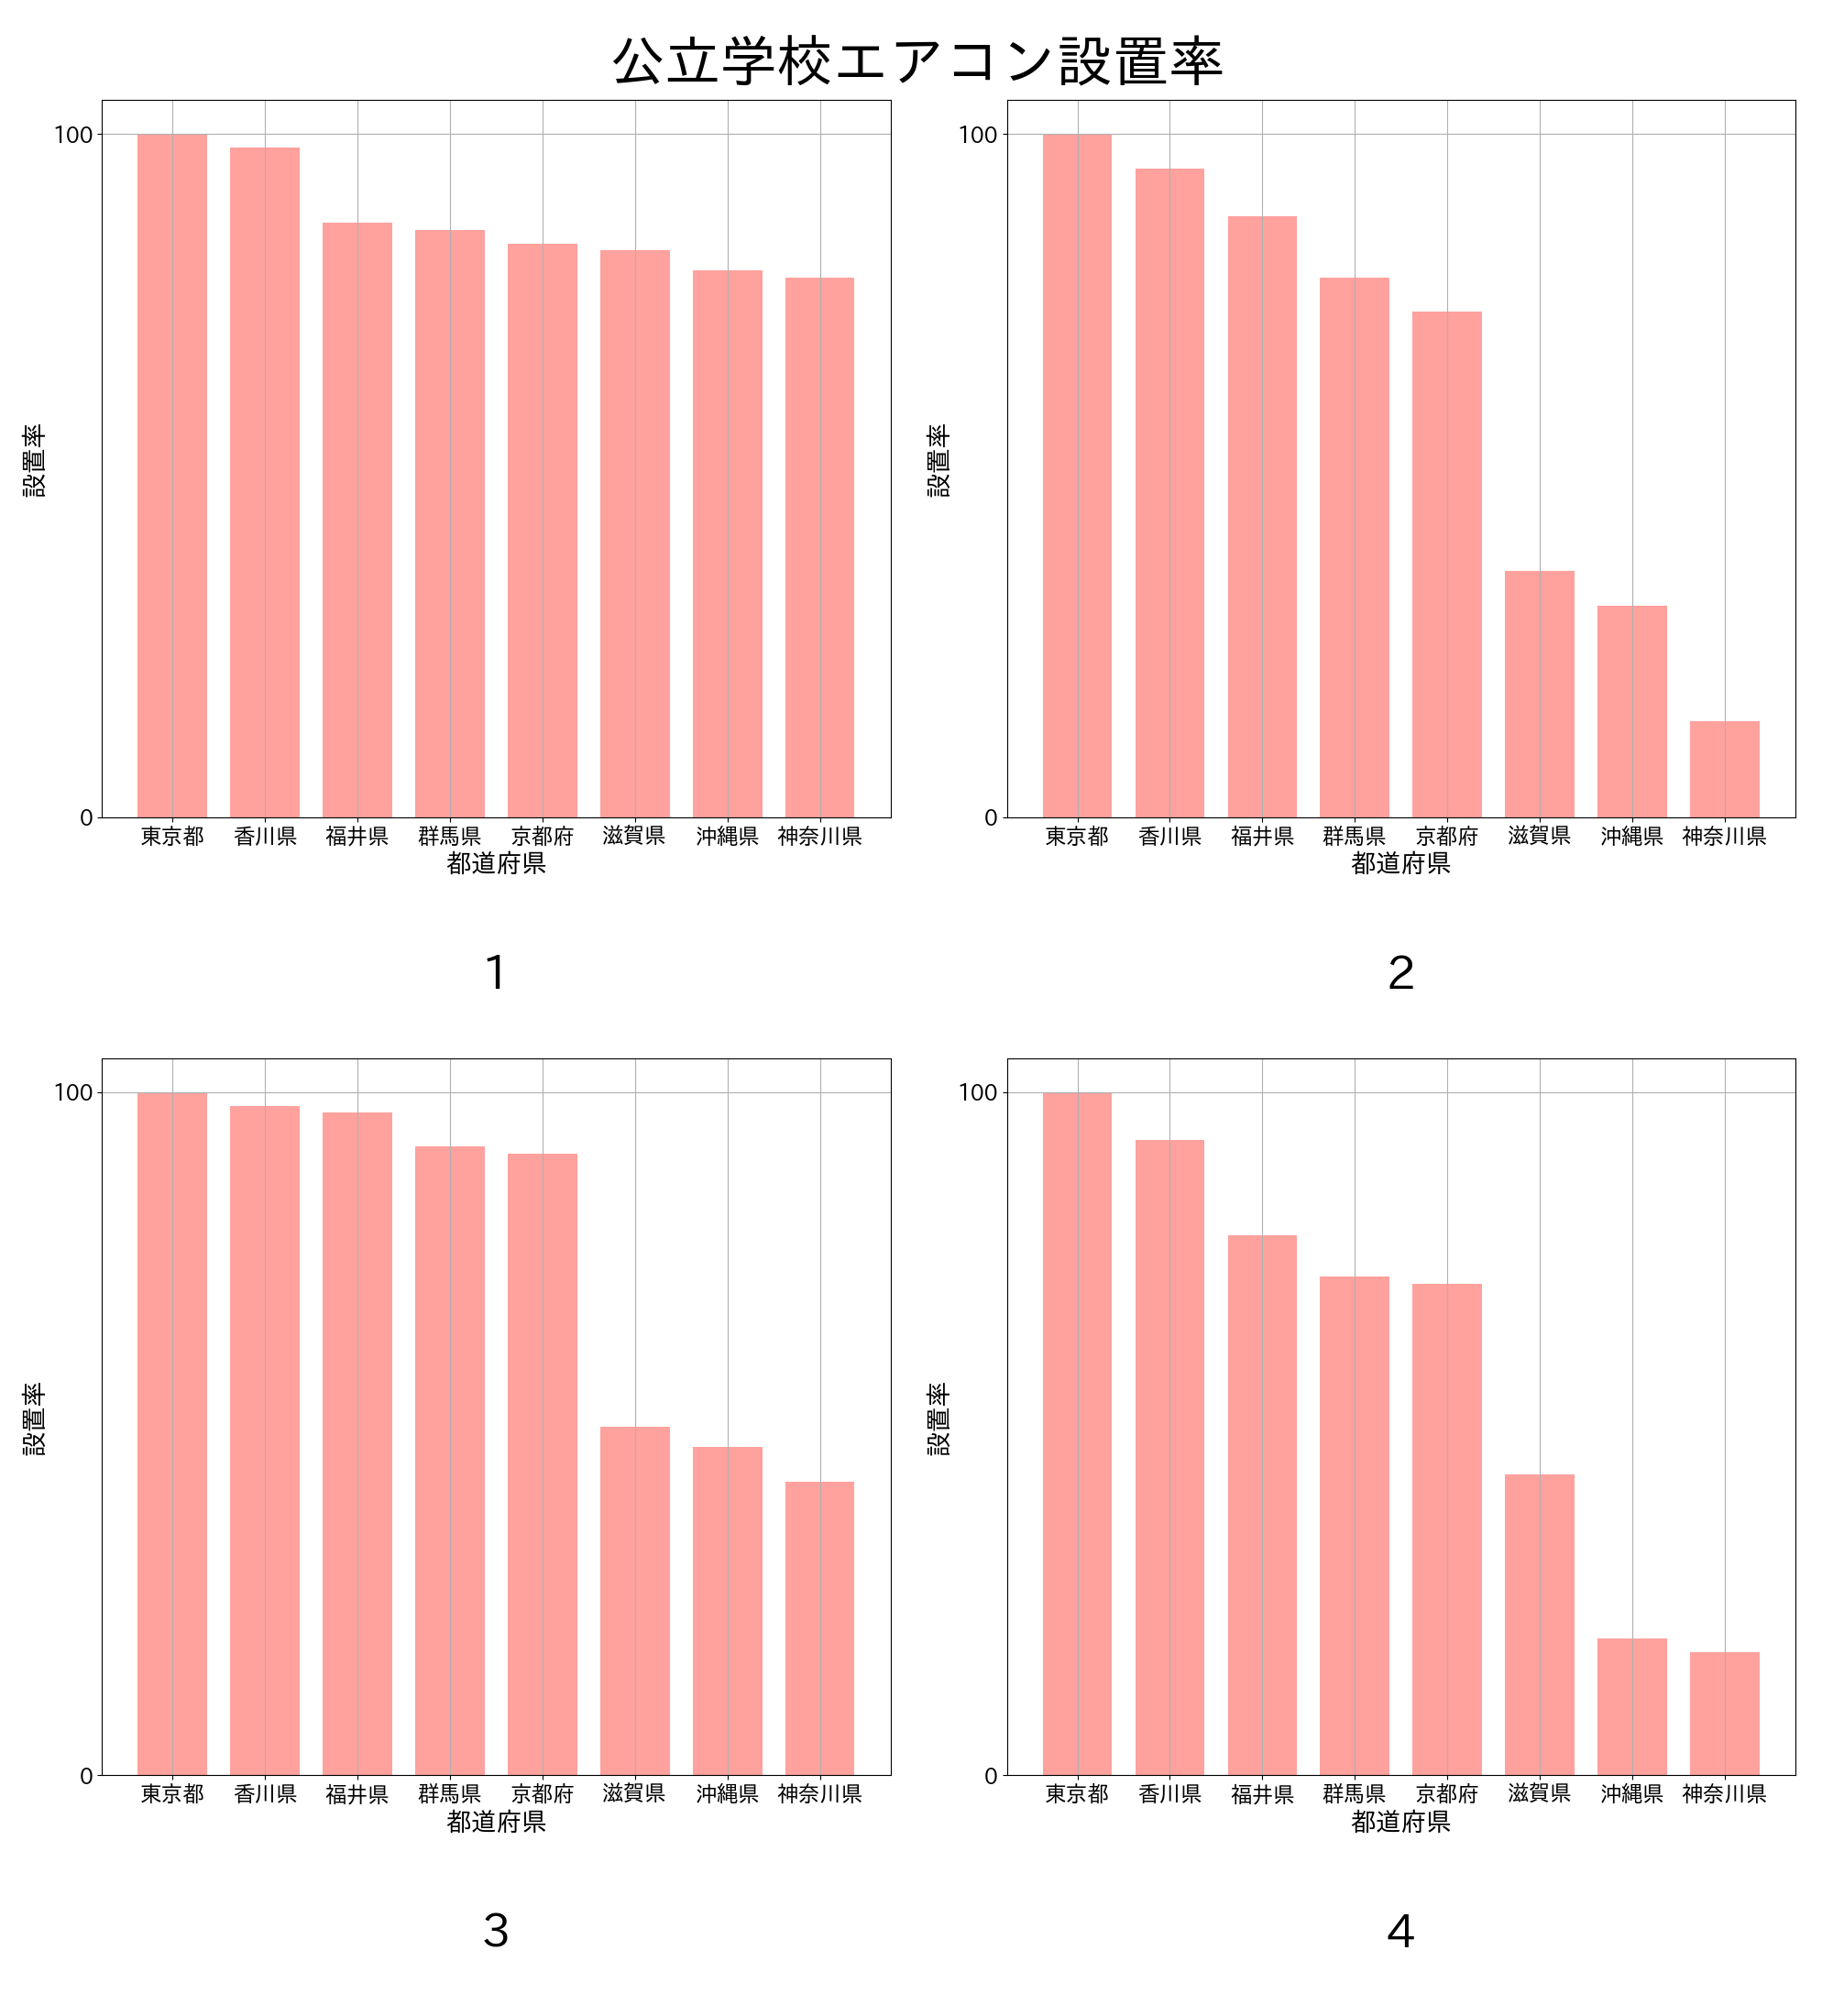 公立学校エアコン設置率
100
設置率
0
東京都 香川県 福井県 群馬県 京都府 滋賀県 沖縄県 神奈川県
都道府県
1
100
設置率
0
東京都 香川県 福井県 群馬県 京都府 滋賀県 沖縄県 神奈川県
都道府県
2
100
設置率
0
東京都 香川県 福井県 群馬県 京都府 滋賀県 沖縄県 神奈川県
都道府県
3
100
設置率
0
東京都 香川県 福井県 群馬県 京都府 滋賀県 沖縄県 神奈川県
都道府県
4